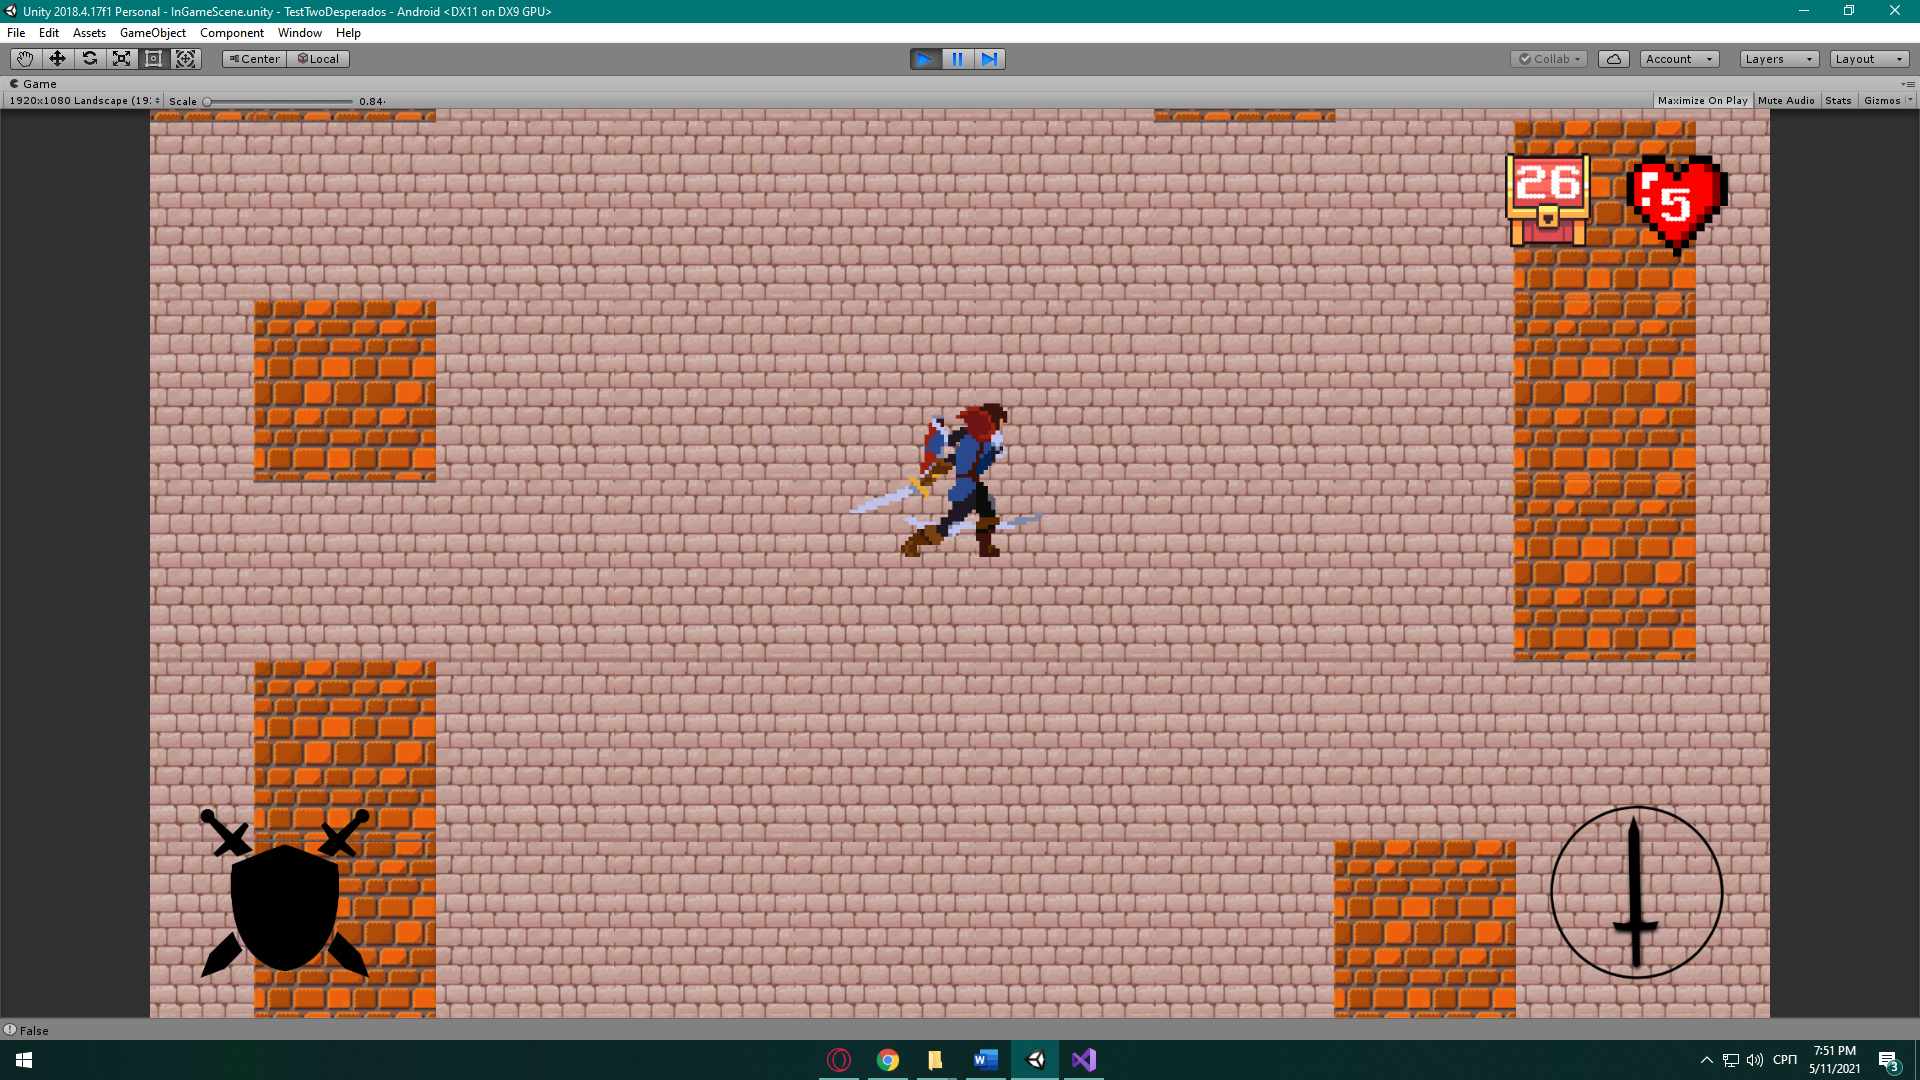 Unity 2018.4.17f1 Personal - InGameScene.unity - TestTwoDesperados - Android <DX11 on DX9 GPU>
File Edit Assets GameObject Component Window Help
Center Local Collab Account Layers Layout
Game
1920x1080 Landscape (19: Scale 0.84 Maximize On Play Mute Audio Stats Gizmos
26 5
False
СРП 7:51 PM
5/11/2021 3